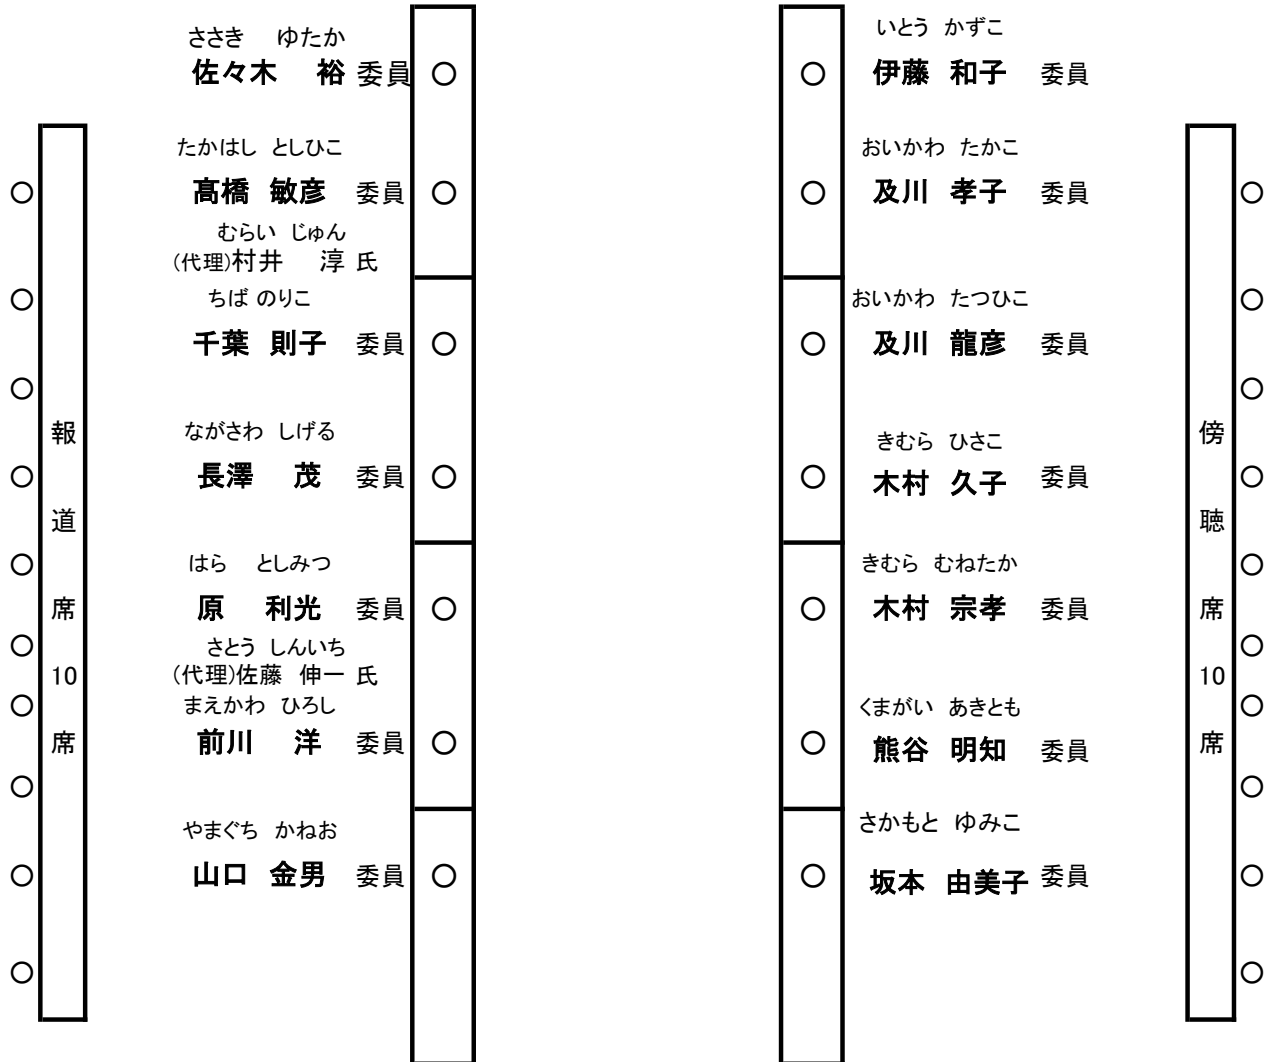 ささき ゆたか
佐々木 裕 委員 ○
たかはし としひこ
髙橋 敏彦 委員 ○
むらい じゅん
(代理)村井 淳 氏
ちば のりこ
千葉 則子 委員 ○
ながさわ しげる
長澤 茂 委員 ○
はら としみつ
原 利光 委員 ○
さとう しんいち
(代理)佐藤 伸一 氏
まえかわ ひろし
前川 洋 委員 ○
やまぐち かねお
山口 金男 委員 ○
いとう かずこ
○ 伊藤 和子 委員
おいかわ たかこ
○ 及川 孝子 委員
おいかわ たつひこ
○ 及川 龍彦 委員
きむら ひさこ
○ 木村 久子 委員
きむら むねたか
○ 木村 宗孝 委員
くまがい あきとも
○ 熊谷 明知 委員
さかもと ゆみこ
○ 坂本 由美子 委員
報道席10席
傍聴席10席